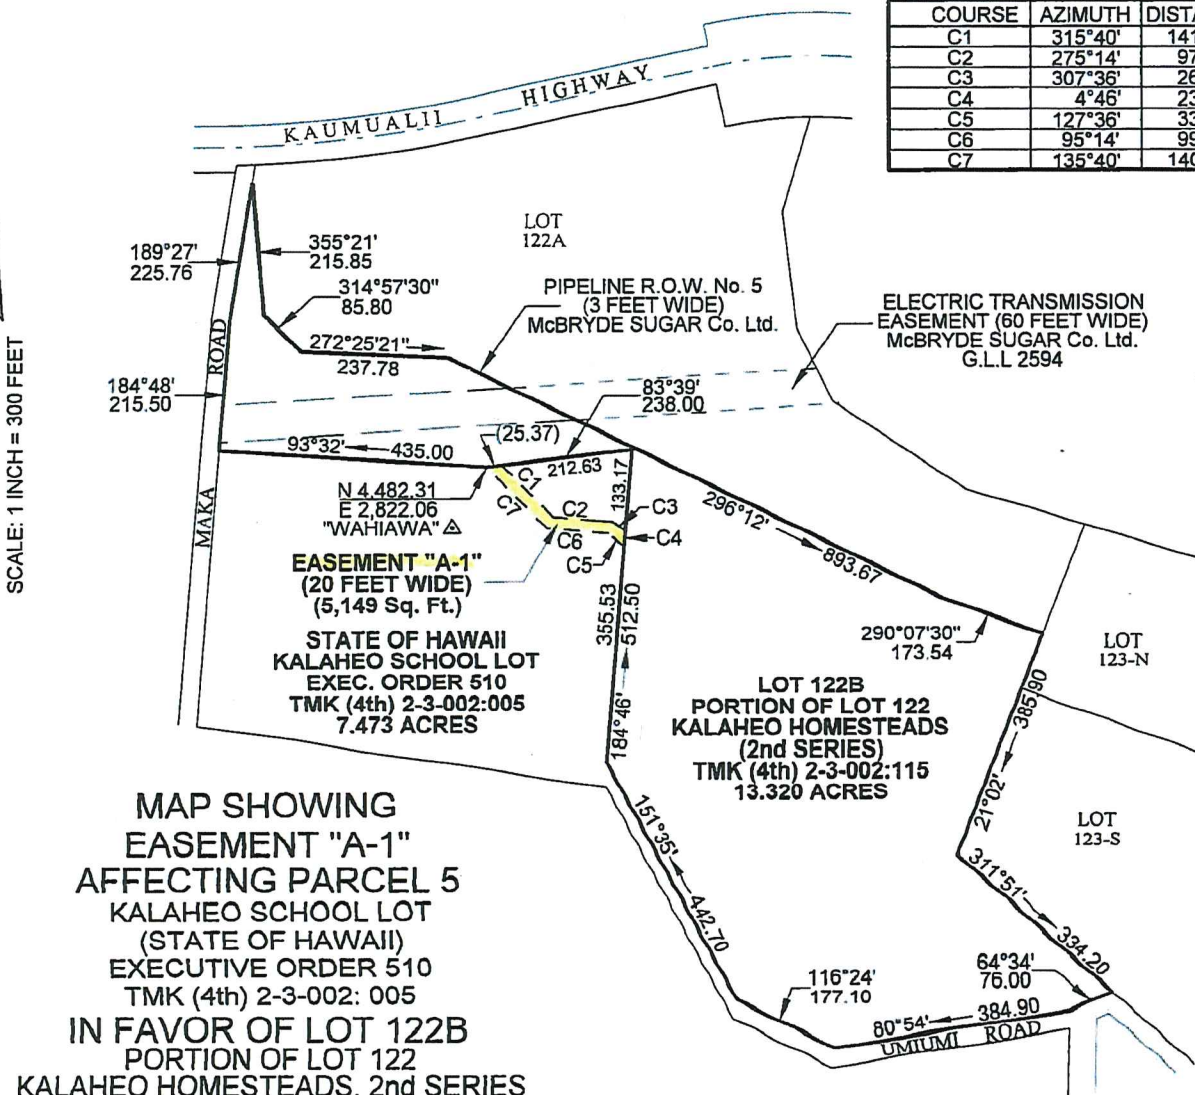 COURSE AZIMUTH
C1 315°40'
C2 275°14'
C3 307°36'
C4 4°46'
C5 127°36'
C6 95°14'
C7 135°40'
KAUMUALII HIGHWAY
LOT
122A
189°27'
225.76
355°21'
215.85
314°57'30"
85.80
PIPELINE R.O.W. No. 5
(3 FEET WIDE)
McBRYDE SUGAR Co. Ltd.
ELECTRIC TRANSMISSION
EASEMENT (60 FEET WIDE)
McBRYDE SUGAR Co. Ltd.
G.L.L 2594
272°25'21"
237.78
SCALE: 1 INCH = 300 FEET
MAKA ROAD
184°48'
215.50
83°39'
238.00
(25.37)
93°32' 435.00
212.63
133.17
C1
C7
C2
C6
C3
C4
C5
N 4,482.31
E 2,822.06
"WAHIAWA"
EASEMENT "A-1"
(20 FEET WIDE)
(5,149 Sq. Ft.)
296°12'
893.67
355.53
512.50
184°46'
STATE OF HAWAII
KALAHEO SCHOOL LOT
EXEC. ORDER 510
TMK (4th) 2-3-002:005
7.473 ACRES
290°07'30"
173.54
LOT
123-N
LOT 122B
PORTION OF LOT 122
KALAHEO HOMESTEADS
(2nd SERIES)
TMK (4th) 2-3-002:115
13.320 ACRES
21°02' 385.90
LOT
123-S
151°35' 442.70
311°51' 334.20
MAP SHOWING
EASEMENT "A-1"
AFFECTING PARCEL 5
KALAHEO SCHOOL LOT
(STATE OF HAWAII)
EXECUTIVE ORDER 510
TMK (4th) 2-3-002: 005
IN FAVOR OF LOT 122B
PORTION OF LOT 122
KALAHEO HOMESTEADS, 2nd SERIES
116°24'
177.10
64°34'
76.00
80°54' 384.90
UMIUMI ROAD